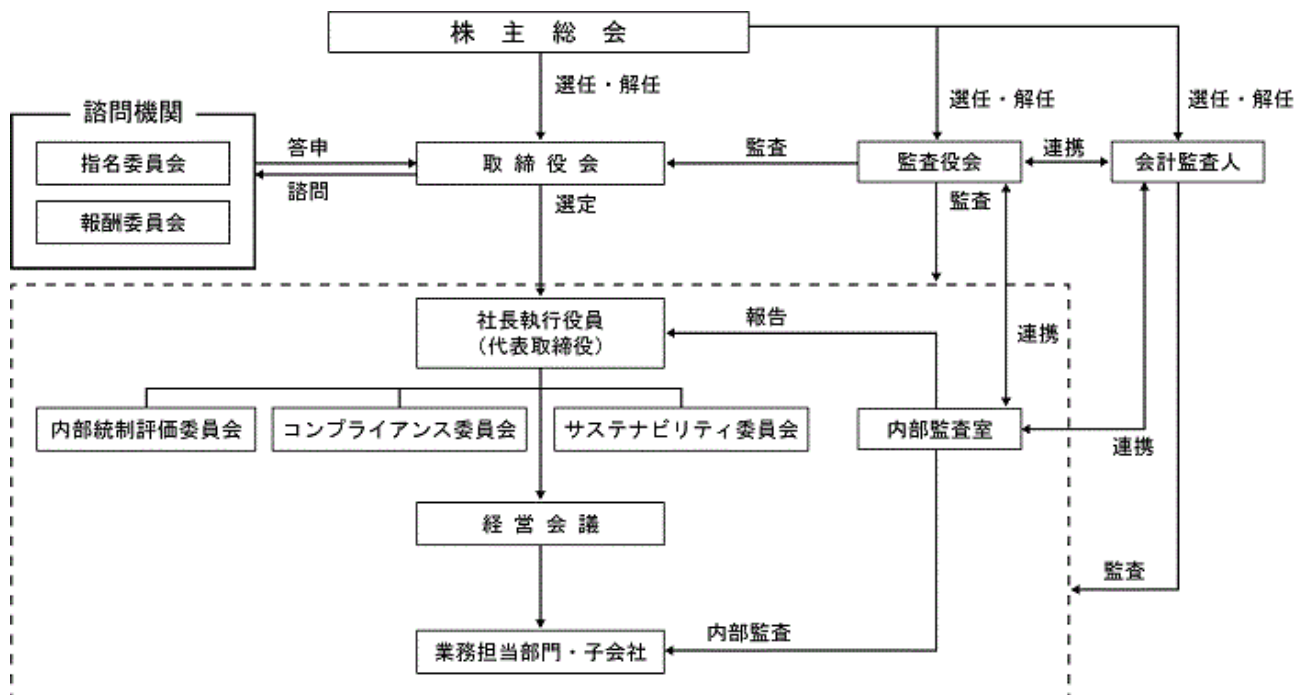 株主総会
選任・解任
選任・解任
選任・解任
諮問機関
指名委員会
報酬委員会
答申
諮問
取締役会
監査
監査役会
連携
会計監査人
選定
監査
社長執行役員
(代表取締役)
報告
連携
内部統制評価委員会
コンプライアンス委員会
サステナビリティ委員会
内部監査室
連携
経営会議
監査
内部監査
業務担当部門・子会社